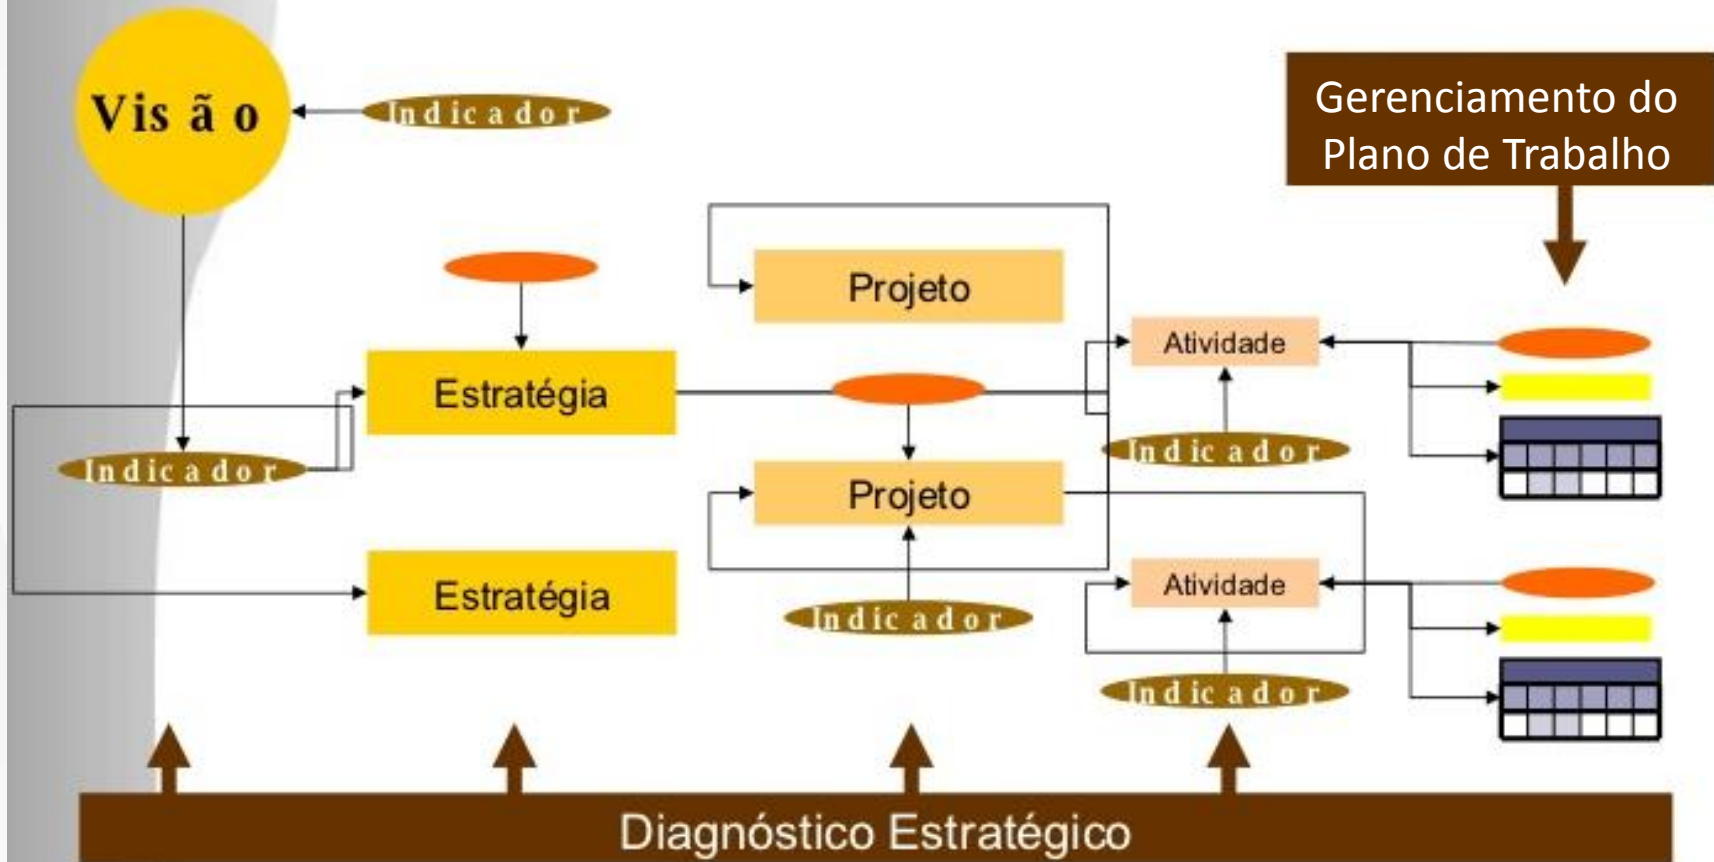 Visão
Indicador
Gerenciamento do
Plano de Trabalho
Projeto
Atividade
Estratégia
Indicador
Indicador
Projeto
Estratégia
Atividade
Indicador
Indicador
Diagnóstico Estratégico